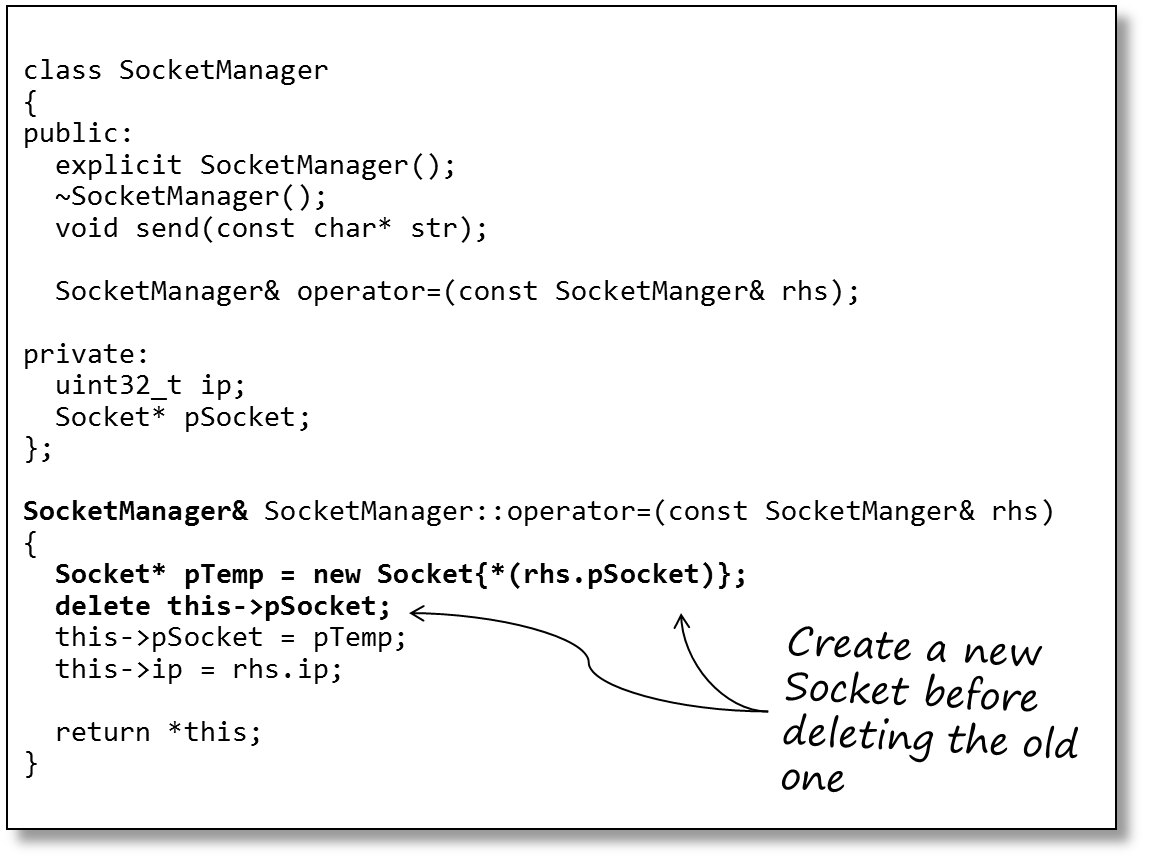 class SocketManager
{
public:
  explicit SocketManager();
  ~SocketManager();
  void send(const char* str);
  SocketManager& operator=(const SocketManger& rhs);
private:
  uint32_t ip;
  Socket* pSocket;
};
SocketManager& SocketManager::operator=(const SocketManger& rhs)
{
  Socket* pTemp = new Socket{*(rhs.pSocket)};
  delete this->pSocket;
  this->pSocket = pTemp;
  this->ip = rhs.ip;
  return *this;
}
Create a new
Socket before
deleting the old
one